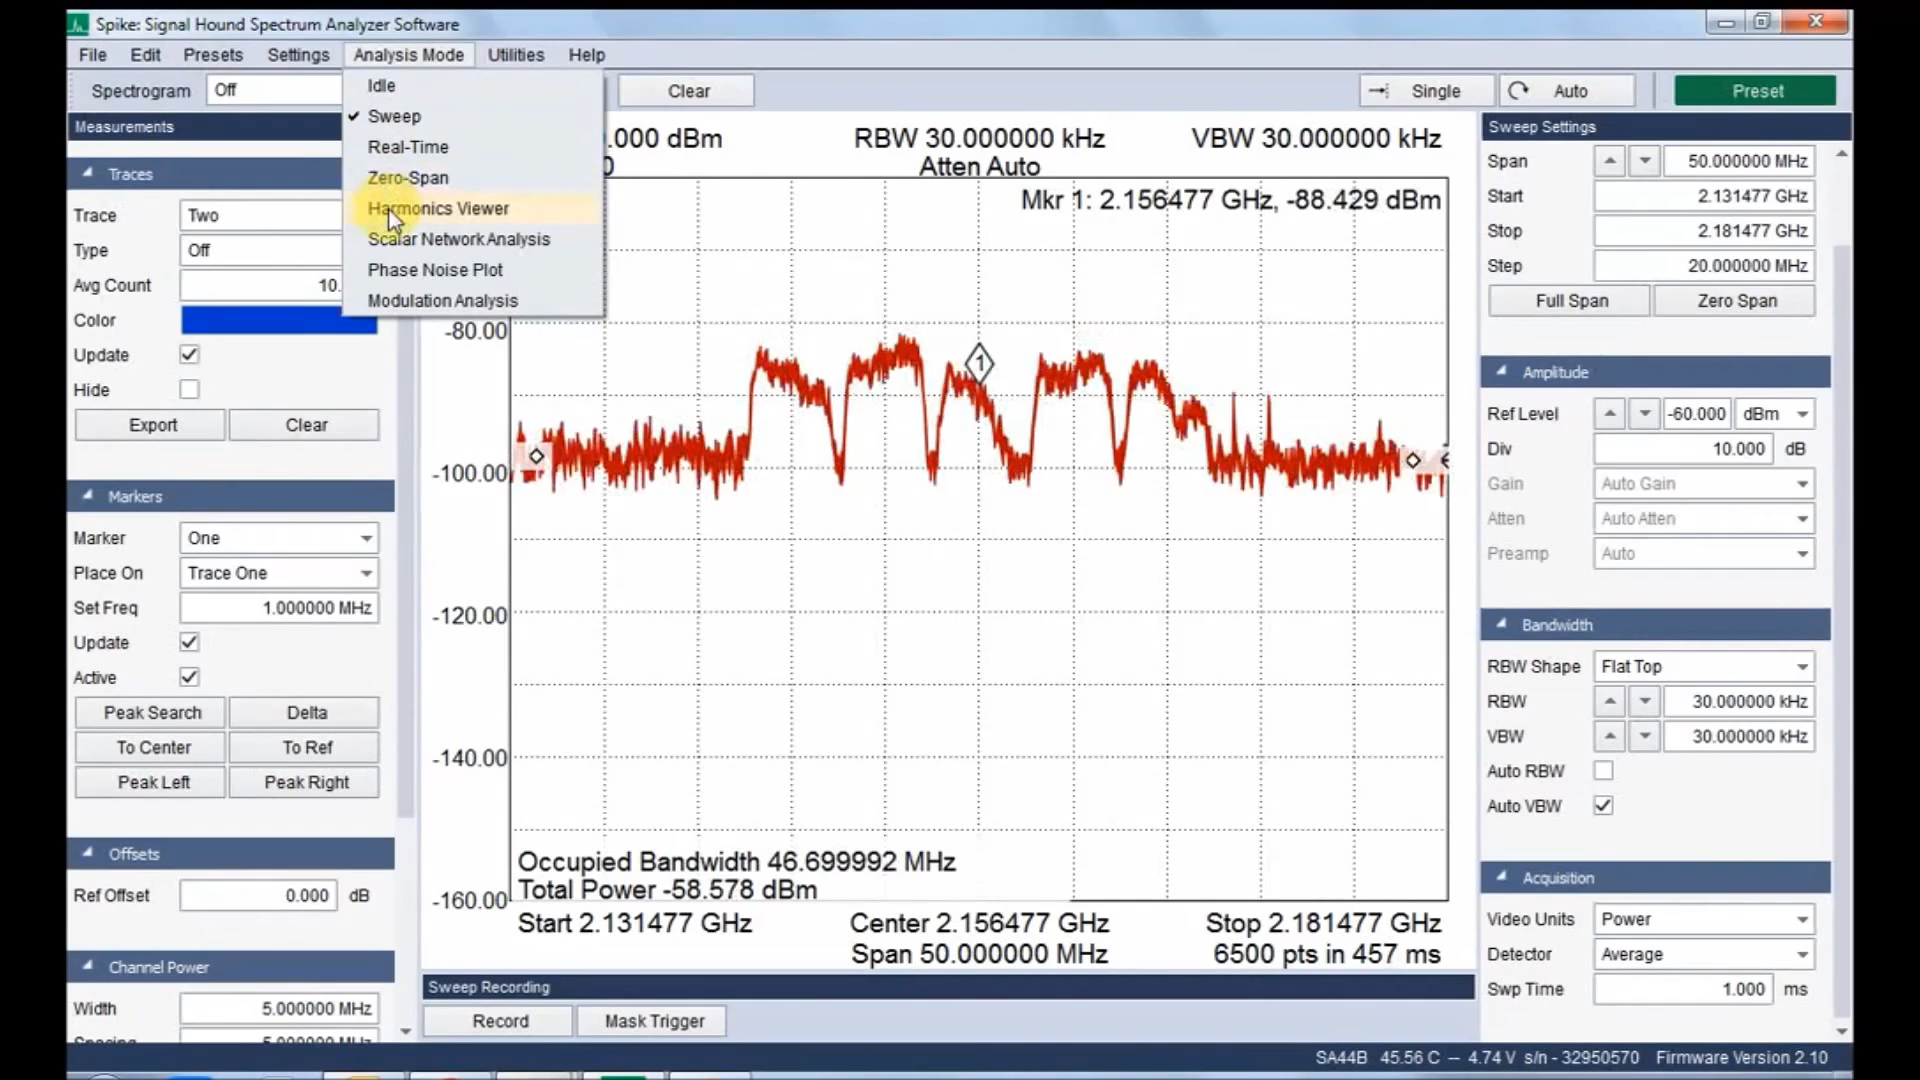 Spike: Signal Hound Spectrum Analyzer Software
File Edit Presets Settings Analysis Mode Utilities Help
Spectrogram Off Clear Single Auto Preset
Idle
Sweep
Real-Time
Zero-Span
Harmonics Viewer
Scalar Network Analysis
Phase Noise Plot
Modulation Analysis
Measurements
Traces
Trace Two
Type Off
Avg Count 10.
Color
Update
Hide
Export Clear
Markers
Marker One
Place On Trace One
Set Freq 1.000000 MHz
Update
Active
Peak Search Delta
To Center To Ref
Peak Left Peak Right
Offsets
Ref Offset 0.000 dB
Channel Power
Width 5.000000 MHz
.000 dBm RBW 30.000000 kHz VBW 30.000000 kHz
0 Atten Auto
Mkr 1: 2.156477 GHz, -88.429 dBm
1
-80.00
-100.00
-120.00
-140.00
-160.00
Occupied Bandwidth 46.699992 MHz
Total Power -58.578 dBm
Start 2.131477 GHz Center 2.156477 GHz Stop 2.181477 GHz
Span 50.000000 MHz 6500 pts in 457 ms
Sweep Recording
Record Mask Trigger
Sweep Settings
Span 50.000000 MHz
Start 2.131477 GHz
Stop 2.181477 GHz
Step 20.000000 MHz
Full Span Zero Span
Amplitude
Ref Level -60.000 dBm
Div 10.000 dB
Gain Auto Gain
Atten Auto Atten
Preamp Auto
Bandwidth
RBW Shape Flat Top
RBW 30.000000 kHz
VBW 30.000000 kHz
Auto RBW
Auto VBW
Acquisition
Video Units Power
Detector Average
Swp Time 1.000 ms
SA44B 45.56 C -- 4.74 V s/n - 32950570 Firmware Version 2.10